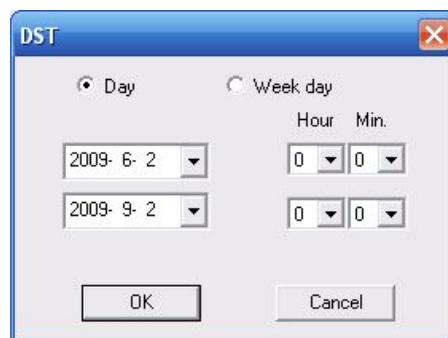 DST
Day Week day
Hour Min.
2009- 6- 2 0 0
2009- 9- 2 0 0
OK Cancel